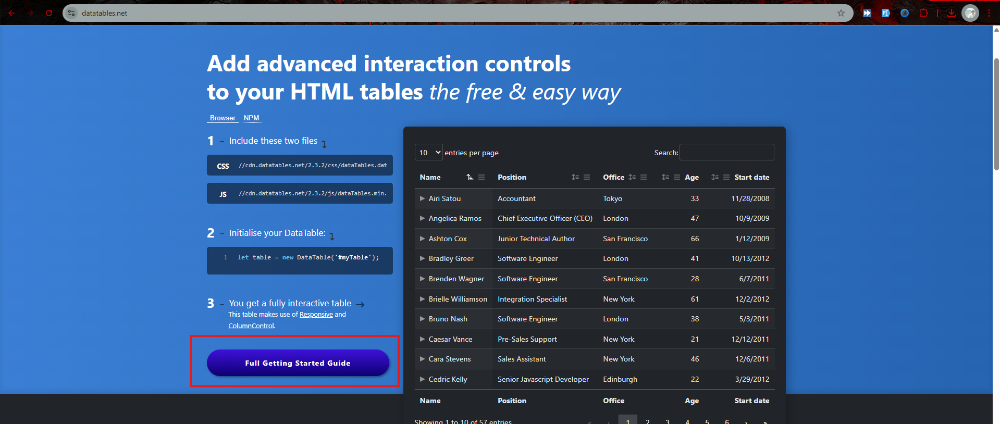 datatables.net
Add advanced interaction controls
to your HTML tables the free & easy way
Browser NPM
1 – Include these two files
CSS //cdn.datatables.net/2.3.2/css/dataTables.dat
JS //cdn.datatables.net/2.3.2/js/dataTables.min.
2 – Initialise your DataTable:
1 let table = new DataTable('#myTable');
3 – You get a fully interactive table
This table makes use of Responsive and
ColumnControl.
Full Getting Started Guide
10 entries per page Search:
Name Position Office Age Start date
Airi Satou Accountant Tokyo 33 11/28/2008
Angelica Ramos Chief Executive Officer (CEO) London 47 10/9/2009
Ashton Cox Junior Technical Author San Francisco 66 1/12/2009
Bradley Greer Software Engineer London 41 10/13/2012
Brenden Wagner Software Engineer San Francisco 28 6/7/2011
Brielle Williamson Integration Specialist New York 61 12/2/2012
Bruno Nash Software Engineer London 38 5/3/2011
Caesar Vance Pre-Sales Support New York 21 12/12/2011
Cara Stevens Sales Assistant New York 46 12/6/2011
Cedric Kelly Senior Javascript Developer Edinburgh 22 3/29/2012
Name Position Office Age Start date
Showing 1 to 10 of 57 entries « ‹ 1 2 3 4 5 6 › »